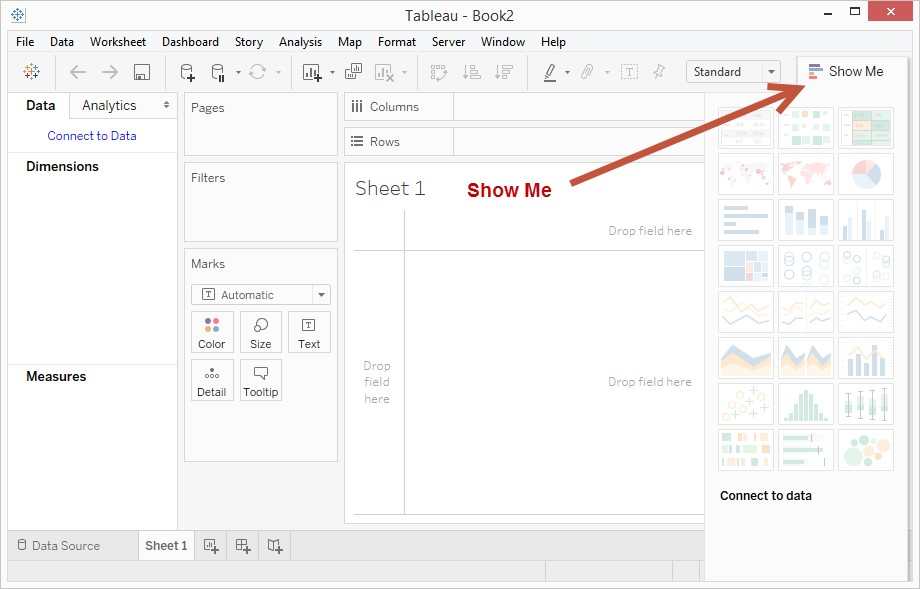 Tableau - Book2
File Data Worksheet Dashboard Story Analysis Map Format Server Window Help
Standard
Show Me
Data Analytics
Connect to Data
Dimensions
Measures
Pages
Filters
Marks
Automatic
Color Size Text
Detail Tooltip
Columns
Rows
Sheet 1
Show Me
Drop field here
Drop
field
here
Drop field here
Connect to data
Data Source Sheet 1